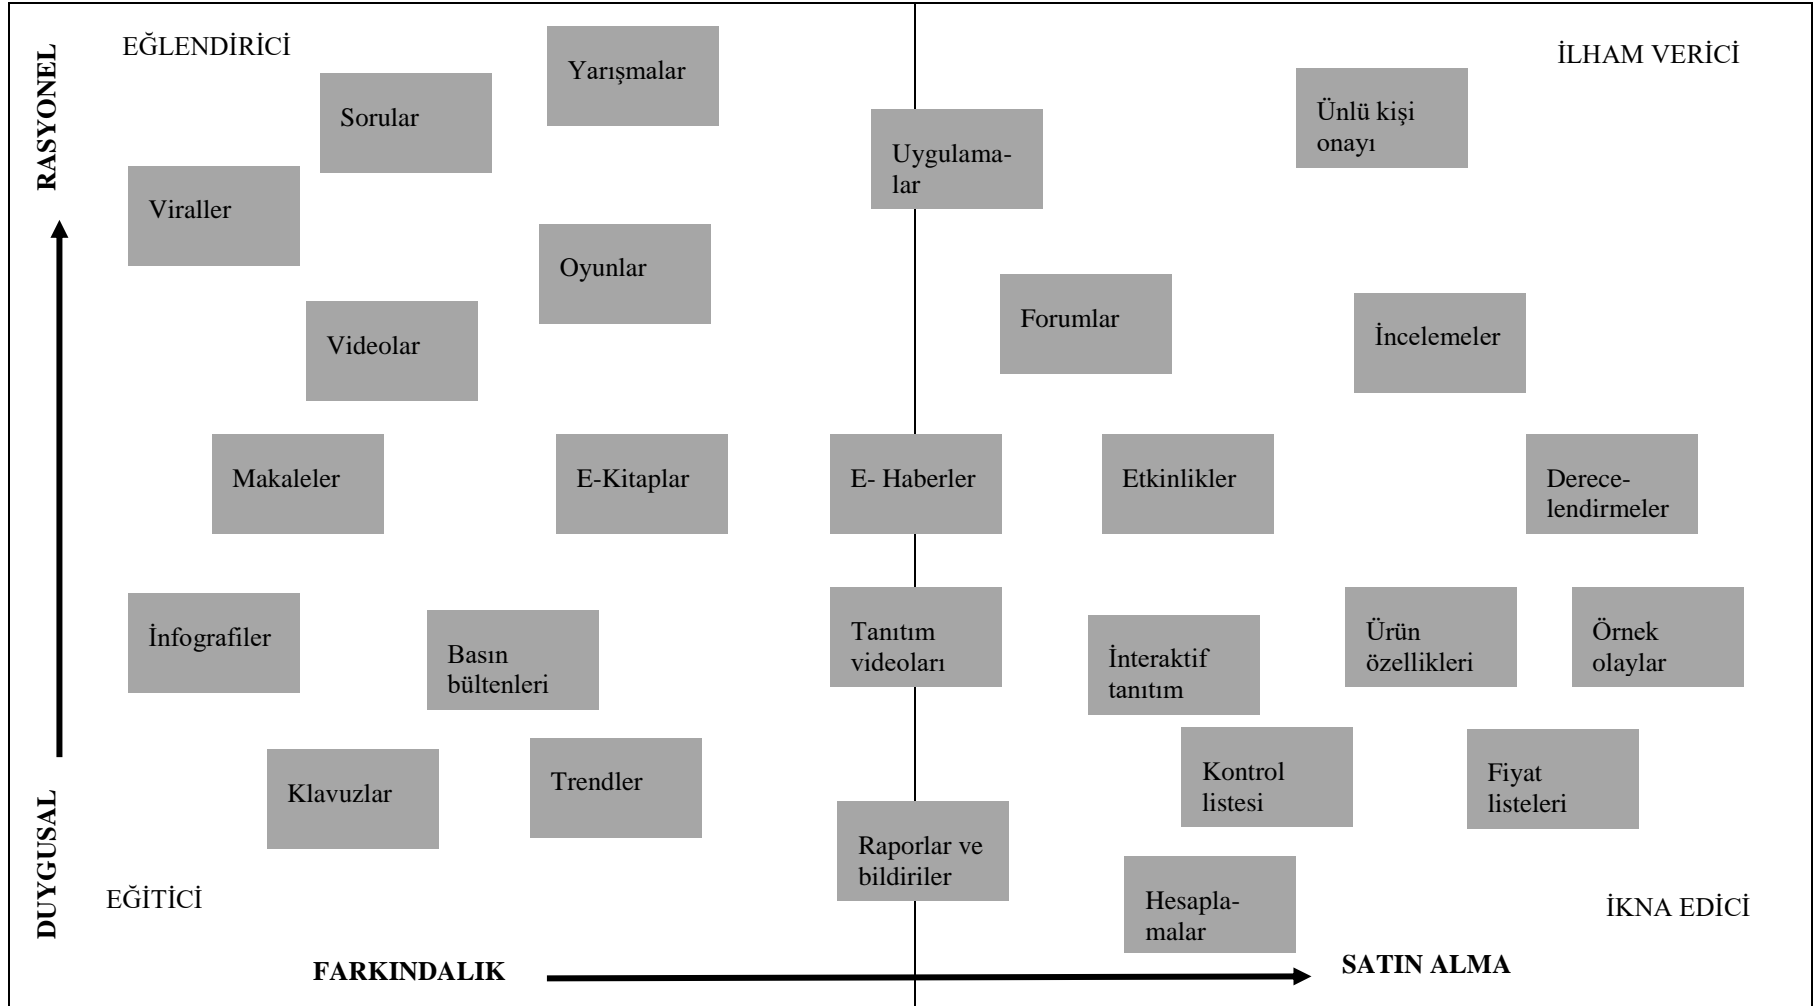 EĞLENDİRİCİ
İLHAM VERİCİ
RASYONEL
Yarışmalar
Sorular
Ünlü kişi
onayı
Uygulama-
lar
Viraller
Oyunlar
Forumlar
İncelemeler
Videolar
Makaleler
E-Kitaplar
E- Haberler
Etkinlikler
Derece-
lendirmeler
İnfografiler
Basın
bültenleri
Tanıtım
videoları
İnteraktif
tanıtım
Ürün
özellikleri
Örnek
olaylar
Klavuzlar
Trendler
Kontrol
listesi
Fiyat
listeleri
Raporlar ve
bildiriler
Hesapla-
malar
DUYGUSAL
EĞİTİCİ
İKNA EDİCİ
FARKINDALIK
SATIN ALMA